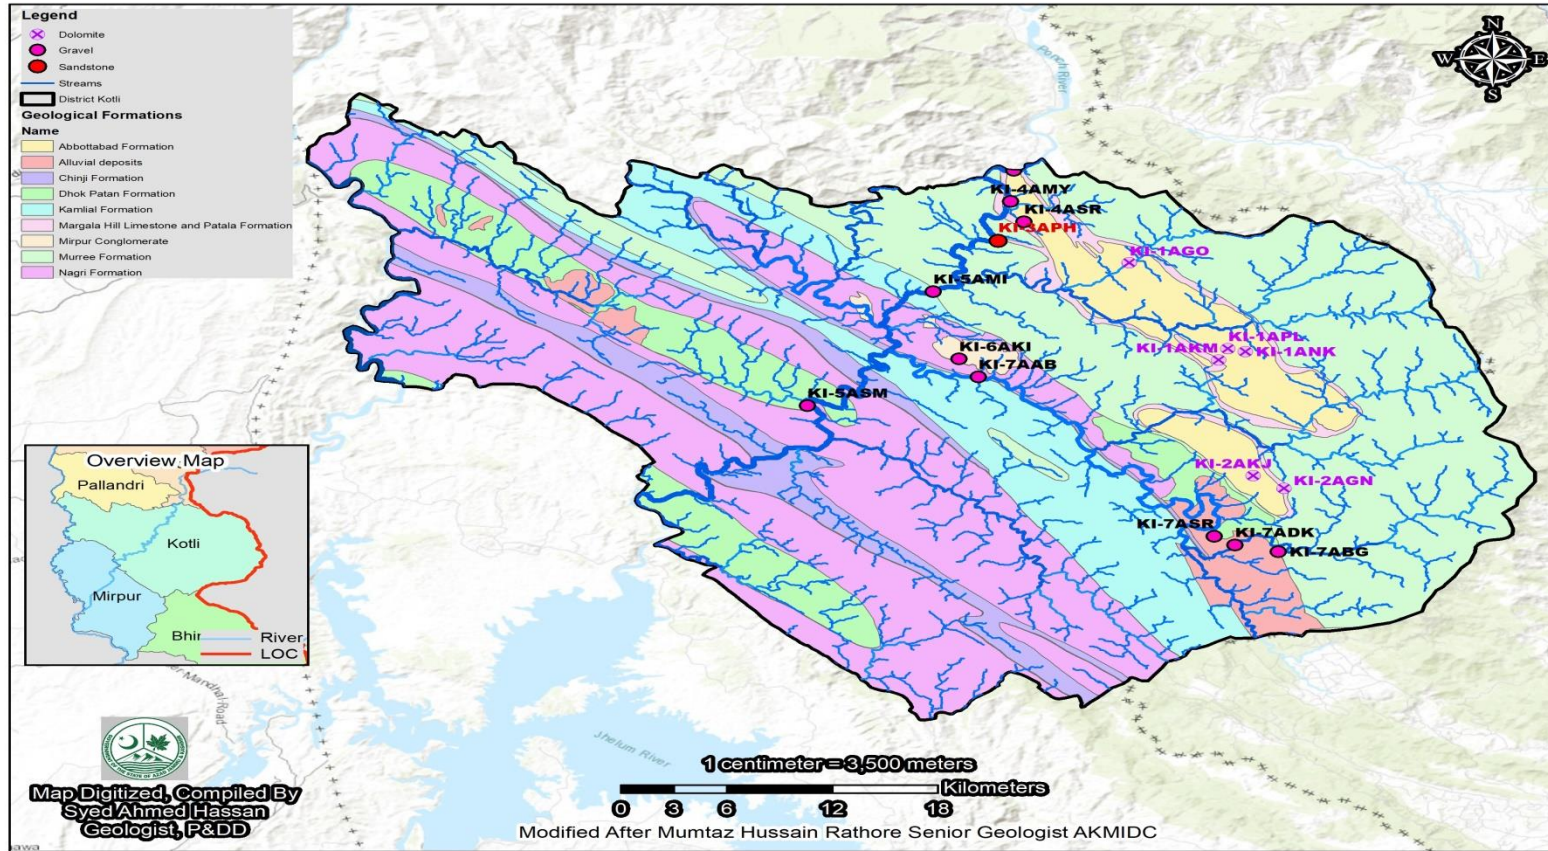 Legend
Dolomite
Gravel
Sandstone
Streams
District Kotli
Geological Formations
Name
Abbottabad Formation
Alluvial deposits
Chinji Formation
Dhok Patan Formation
Kamlial Formation
Margala Hill Limestone and Patala Formation
Mirpur Conglomerate
Murree Formation
Nagri Formation
Ponch River
N
W E
S
KI-4AMY
KI-4ASR
KI-3APH
KI-1AGO
KI-5AMI
KI-1APL
KI-1AKM
KI-1ANK
KI-6AKI
KI-7AAB
KI-5ASM
KI-2AKJ
KI-2AGN
KI-7ASR
KI-7ADK
KI-7ABG
Overview Map
Pallandri
Kotli
Mirpur
Bhir
River
LOC
Jhelum River
Map Digitized, Compiled By
Syed Ahmed Hassan
Geologist, P&DD
1 centimeter = 3,500 meters
Kilometers
0 3 6 12 18
Modified After Mumtaz Hussain Rathore Senior Geologist AKMIDC